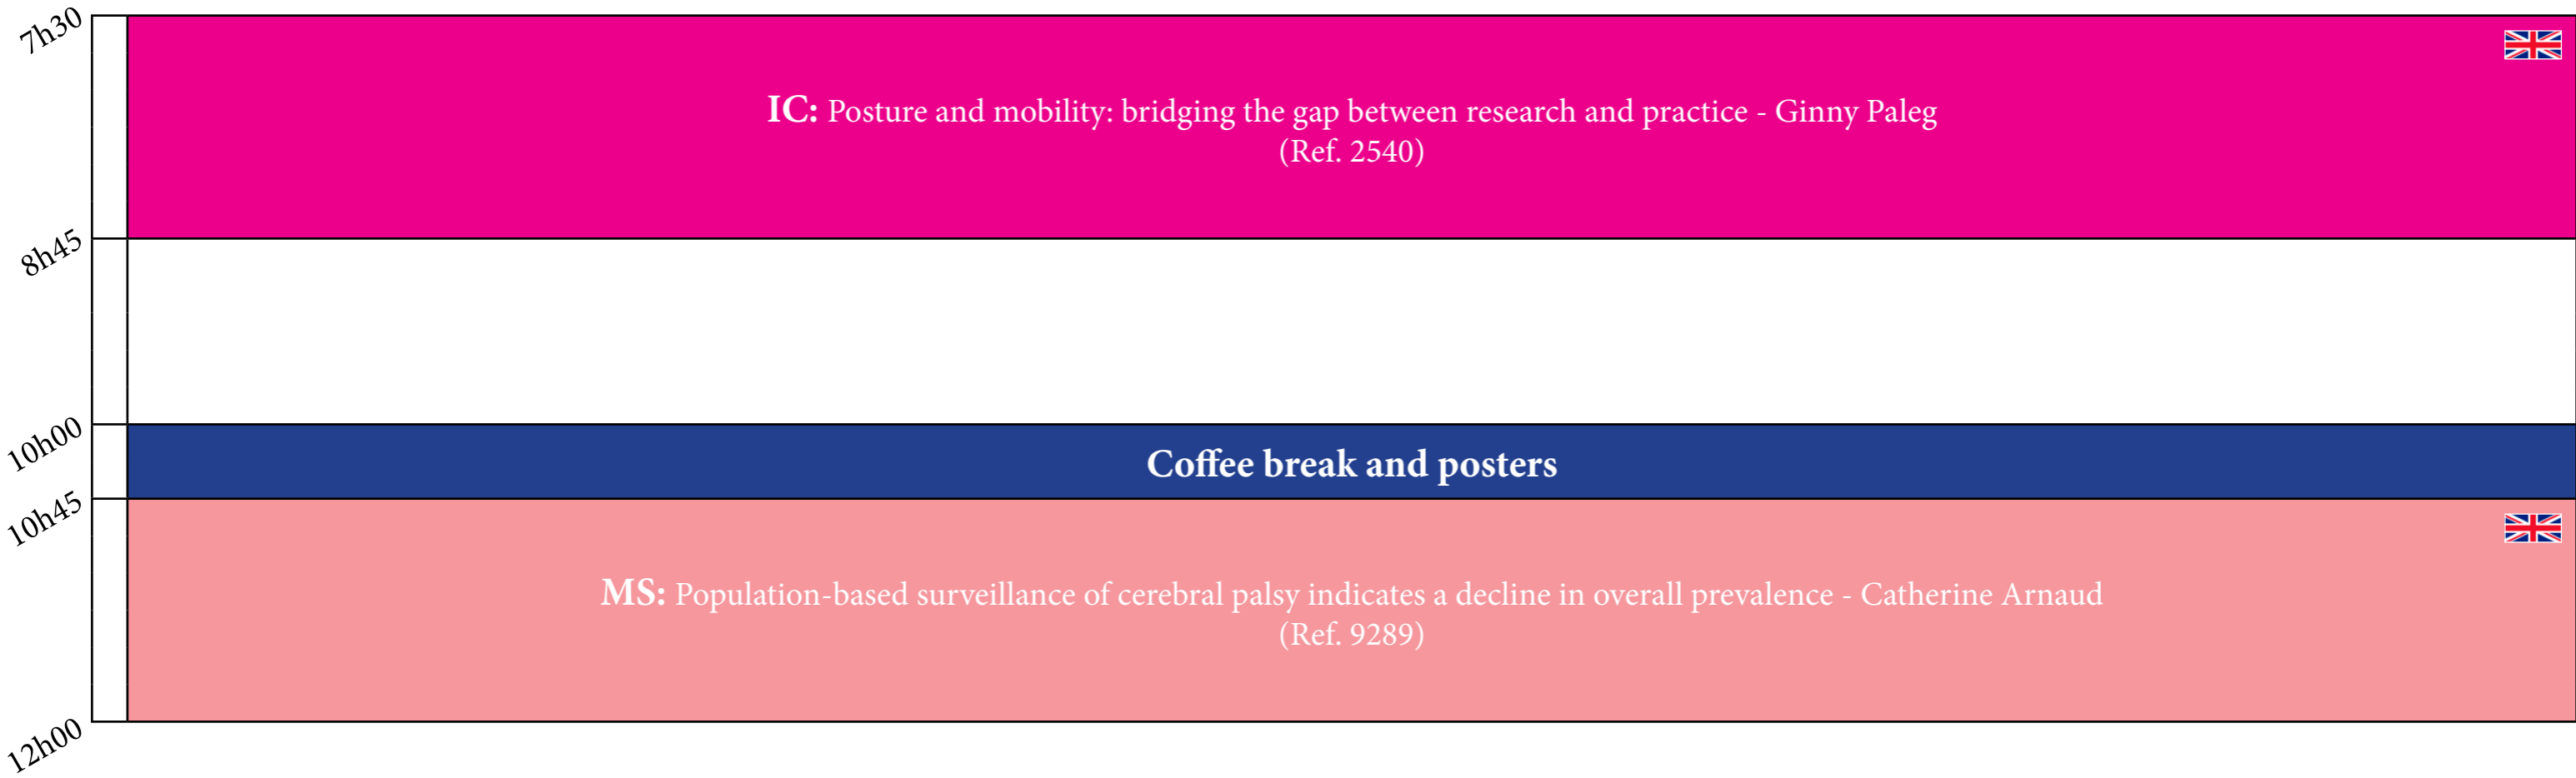 7h30
IC: Posture and mobility: bridging the gap between research and practice - Ginny Paleg
(Ref. 2540)
8h45
10h00
Coffee break and posters
10h45
MS: Population-based surveillance of cerebral palsy indicates a decline in overall prevalence - Catherine Arnaud
(Ref. 9289)
12h00